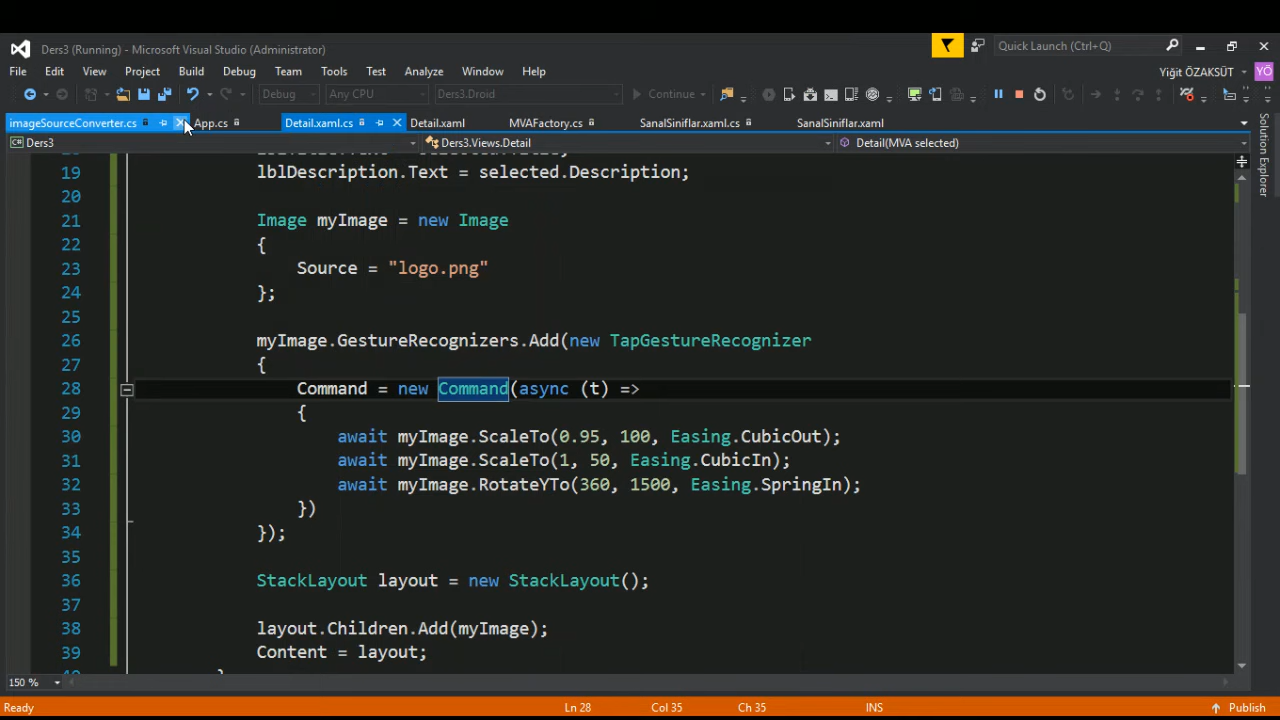 Ders3 (Running) - Microsoft Visual Studio (Administrator)
Quick Launch (Ctrl+Q)
File Edit View Project Build Debug Team Tools Test Analyze Window Help
Yiğit ÖZAKSÜT YÖ
Debug Any CPU Ders3.Droid Continue
imageSourceConverter.cs App.cs Detail.xaml.cs Detail.xaml MVAFactory.cs SanalSiniflar.xaml.cs SanalSiniflar.xaml
Ders3 Ders3.Views.Detail Detail(MVA selected)
Solution Explorer
19 lblDescription.Text = selected.Description;
20
21 Image myImage = new Image
22 {
23 Source = "logo.png"
24 };
25
26 myImage.GestureRecognizers.Add(new TapGestureRecognizer
27 {
28 Command = new Command(async (t) =>
29 {
30 await myImage.ScaleTo(0.95, 100, Easing.CubicOut);
31 await myImage.ScaleTo(1, 50, Easing.CubicIn);
32 await myImage.RotateYTo(360, 1500, Easing.SpringIn);
33 })
34 });
35
36 StackLayout layout = new StackLayout();
37
38 layout.Children.Add(myImage);
39 Content = layout;
150 %
Ready Ln 28 Col 35 Ch 35 INS Publish